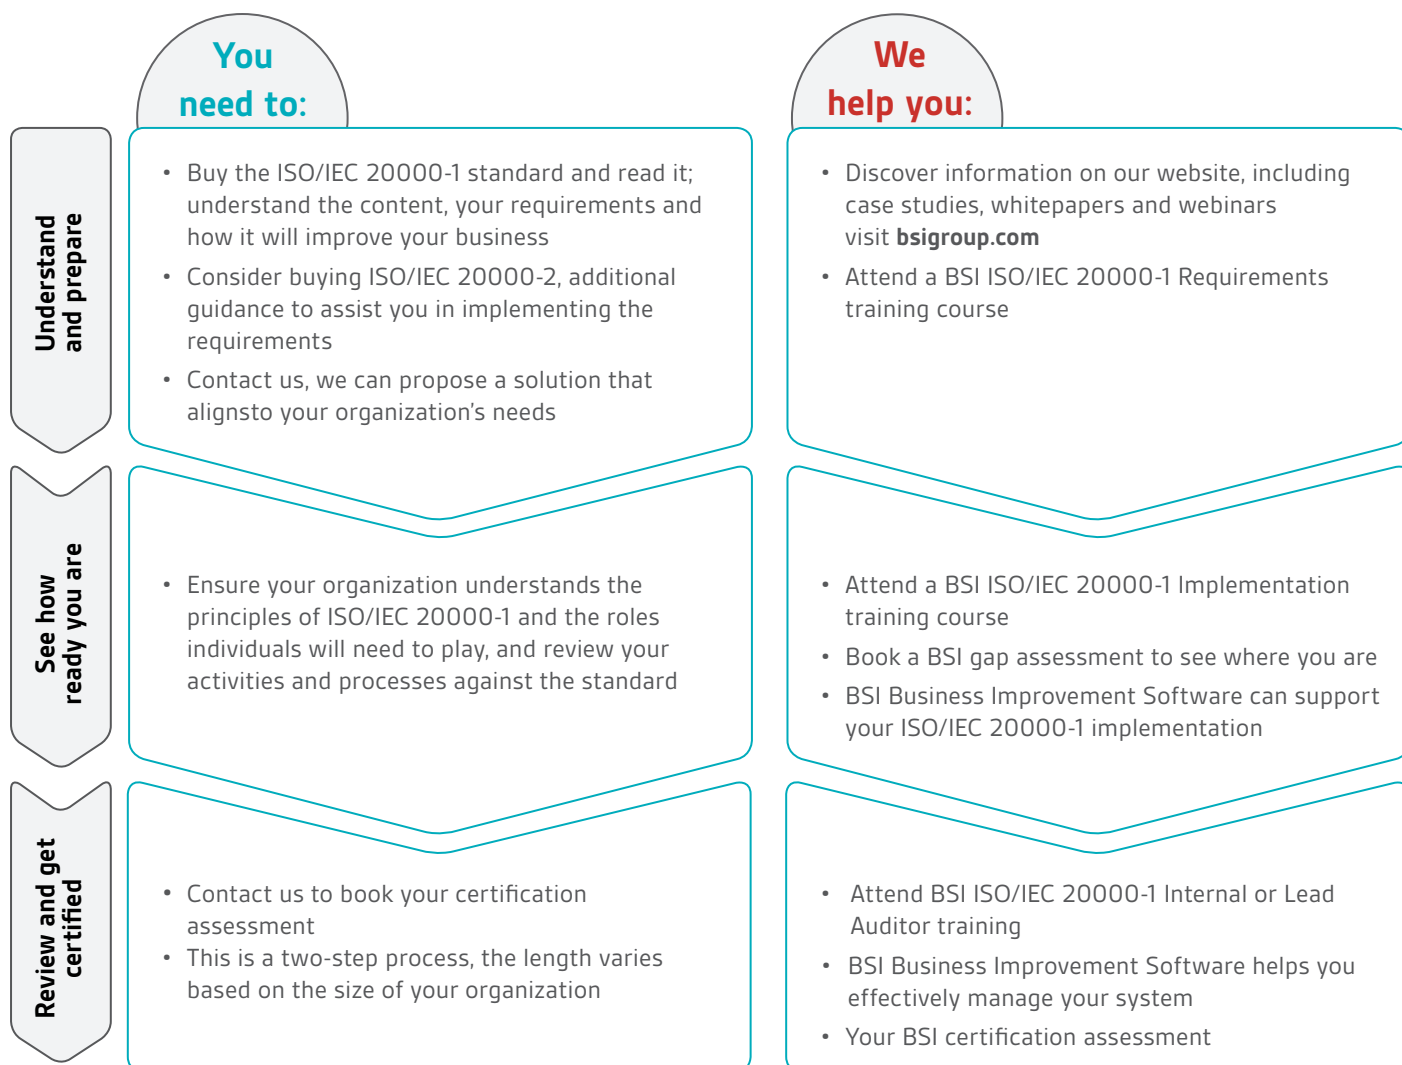 You
need to:
We
help you:
Understand
and prepare
• Buy the ISO/IEC 20000-1 standard and read it;
understand the content, your requirements and
how it will improve your business
• Consider buying ISO/IEC 20000-2, additional
guidance to assist you in implementing the
requirements
• Contact us, we can propose a solution that
alignsto your organization’s needs
• Discover information on our website, including
case studies, whitepapers and webinars
visit bsigroup.com
• Attend a BSI ISO/IEC 20000-1 Requirements
training course
See how
ready you are
• Ensure your organization understands the
principles of ISO/IEC 20000-1 and the roles
individuals will need to play, and review your
activities and processes against the standard
• Attend a BSI ISO/IEC 20000-1 Implementation
training course
• Book a BSI gap assessment to see where you are
• BSI Business Improvement Software can support
your ISO/IEC 20000-1 implementation
Review and get
certified
• Contact us to book your certification
assessment
• This is a two-step process, the length varies
based on the size of your organization
• Attend BSI ISO/IEC 20000-1 Internal or Lead
Auditor training
• BSI Business Improvement Software helps you
effectively manage your system
• Your BSI certification assessment